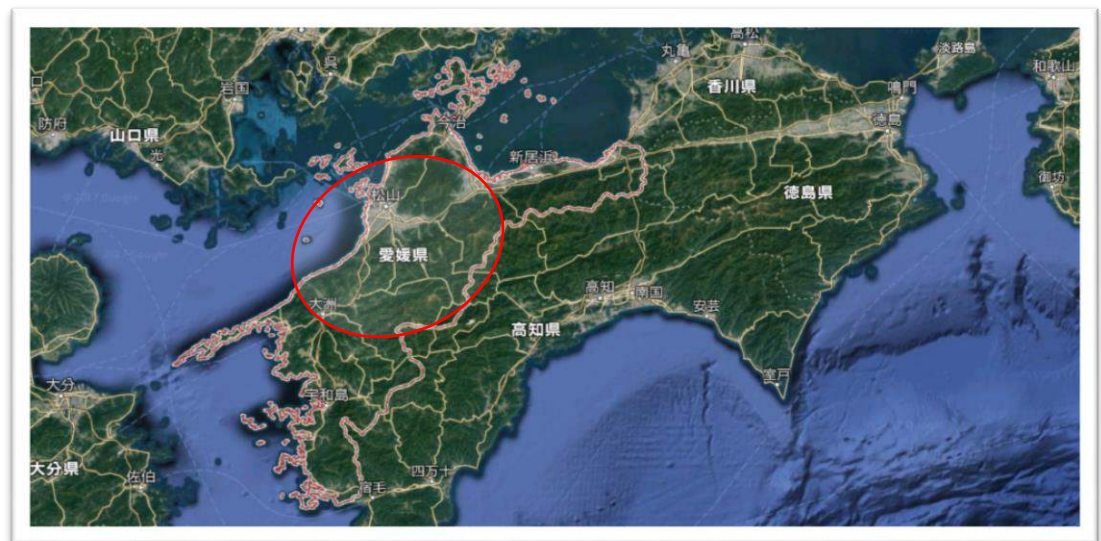 高松
丸亀
淡路島
呉
和歌山
岩国
香川県
鳴門
防府
山口県
今治
徳島
光
新居浜
御坊
松山
徳島県
愛媛県
高知
南国
大洲
安芸
高知県
室戸
大分
宇和島
大分県
佐伯
四万十
宿毛